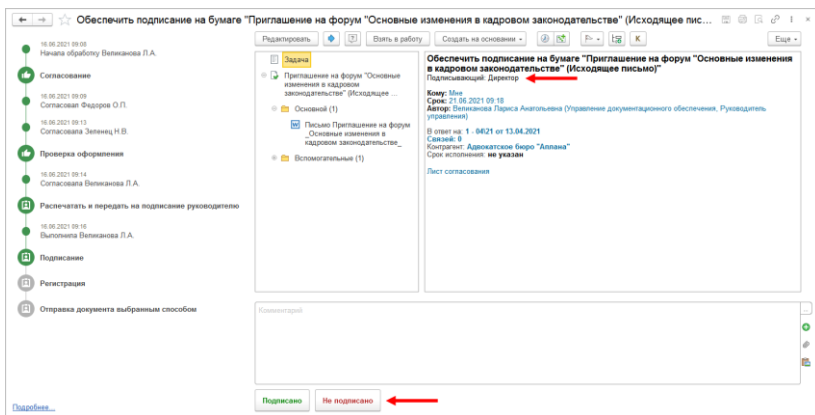 Обеспечить подписание на бумаге "Приглашение на форум "Основные изменения в кадровом законодательстве" (Исходящее пис...
Редактировать
Взять в работу
Создать на основании
К
Еще
16.06.2021 09:08
Начала обработку Великанова Л.А.
Согласование
16.06.2021 09:09
Согласовал Федоров О.П.
16.06.2021 09:13
Согласовала Зеленец Н.В.
Проверка оформления
16.06.2021 09:14
Согласовала Великанова Л.А.
Распечатать и передать на подписание руководителю
16.06.2021 09:16
Выполнила Великанова Л.А.
Подписание
Регистрация
Отправка документа выбранным способом
Подробнее...
Задача
Приглашение на форум "Основные
изменения в кадровом
законодательстве" (Исходящее ...
Основной (1)
Письмо Приглашение на форум
_Основные изменения в
кадровом законодательстве_
Вспомогательные (1)
Обеспечить подписание на бумаге "Приглашение на форум "Основные изменения
в кадровом законодательстве" (Исходящее письмо)"
Подписывающий: Директор
Кому: Мне
Срок: 21.06.2021 09:18
Автор: Великанова Лариса Анатольевна (Управление документационного обеспечения, Руководитель
управления)
В ответ на: 1 - 04\21 от 13.04.2021
Связей: 0
Контрагент: Адвокатское бюро "Аплана"
Срок исполнения: не указан
Лист согласования
Комментарий
Подписано
Не подписано